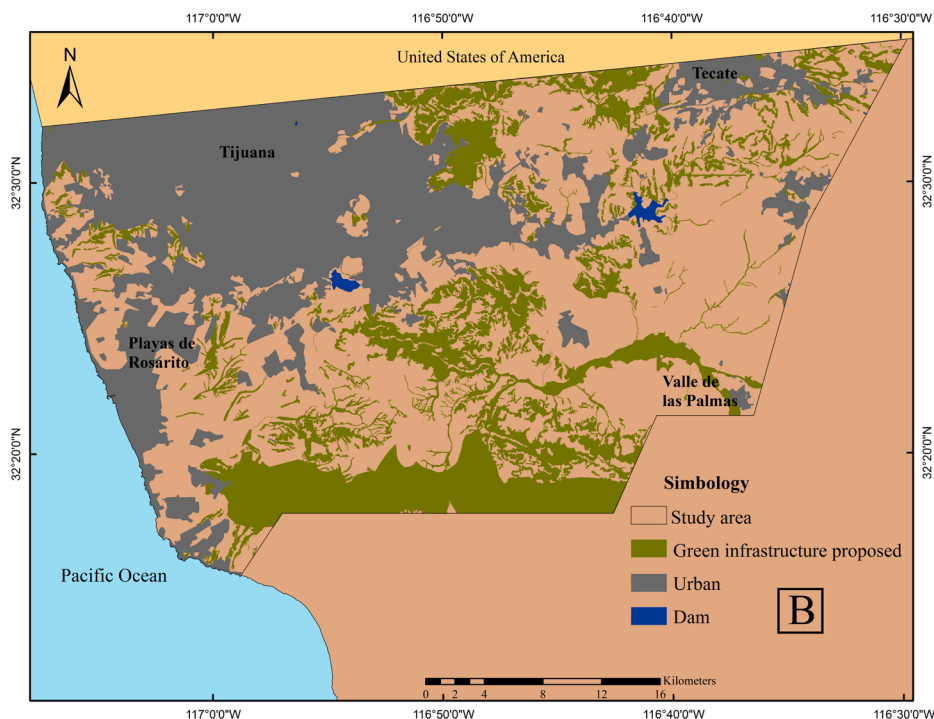 117°0'0"W 116°50'0"W 116°40'0"W 116°30'0"W
United States of America
N
Tecate
Tijuana
32°30'0"N 32°30'0"N
Playas de
Rosarito
Valle de
las Palmas
32°20'0"N 32°20'0"N
Simbology
Study area
Green infrastructure proposed
Urban
Dam
B
Pacific Ocean
Kilometers
0 2 4 8 12 16
117°0'0"W 116°50'0"W 116°40'0"W 116°30'0"W